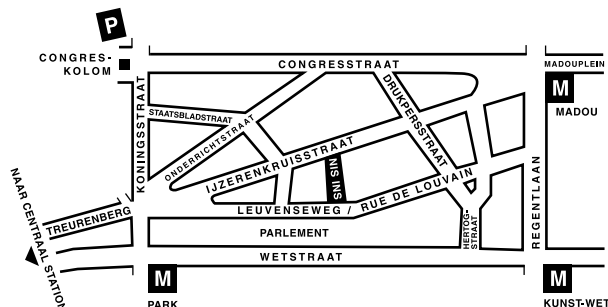 P
CONGRES-
KOLOM
CONGRESSTRAAT
MADOUPLEIN
M
MADOU
KONINGSSTRAAT
STAATSBLADSTRAAT
ONDERRICHTSTRAAT
DRUKPERSSTRAAT
IJZERENKRUISSTRAAT
NIS INS
NAAR CENTRAAL STATION
TREURENBERG
LEUVENSEWEG / RUE DE LOUVAIN
HERTOG-
STRAAT
REGENTLAAN
PARLEMENT
WETSTRAAT
M
PARK
M
KUNST-WET